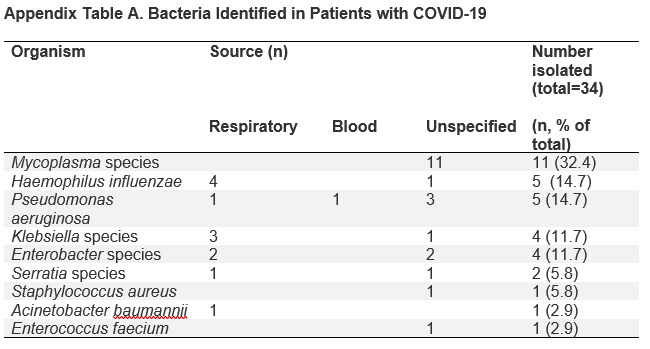 Appendix Table A. Bacteria Identified in Patients with COVID-19
Organism Source (n) Number
isolated
(total=34)
Respiratory Blood Unspecified (n, % of
total)
Mycoplasma species 11 11 (32.4)
Haemophilus influenzae 4 1 5 (14.7)
Pseudomonas 1 1 3 5 (14.7)
aeruginosa
Klebsiella species 3 1 4 (11.7)
Enterobacter species 2 2 4 (11.7)
Serratia species 1 1 2 (5.8)
Staphylococcus aureus 1 1 (5.8)
Acinetobacter baumannii 1 1 (2.9)
Enterococcus faecium 1 1 (2.9)